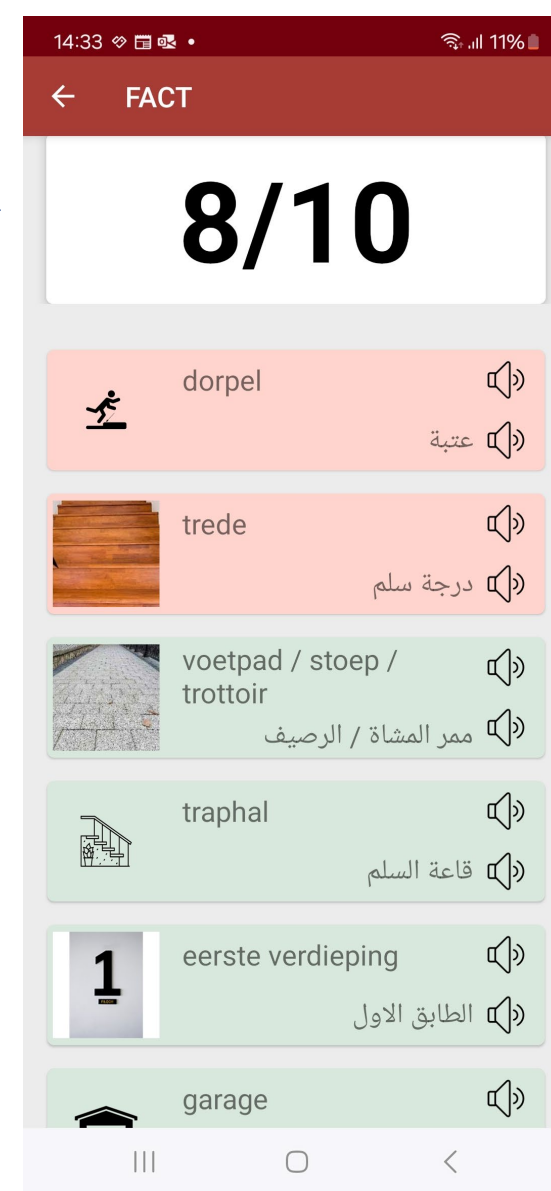 14:33
11%
FACT
8/10
dorpel
عتبة
trede
درجة سلم
voetpad / stoep /
trottoir
ممر المشاة / الرصيف
traphal
قاعة السلم
1
eerste verdieping
الطابق الاول
garage